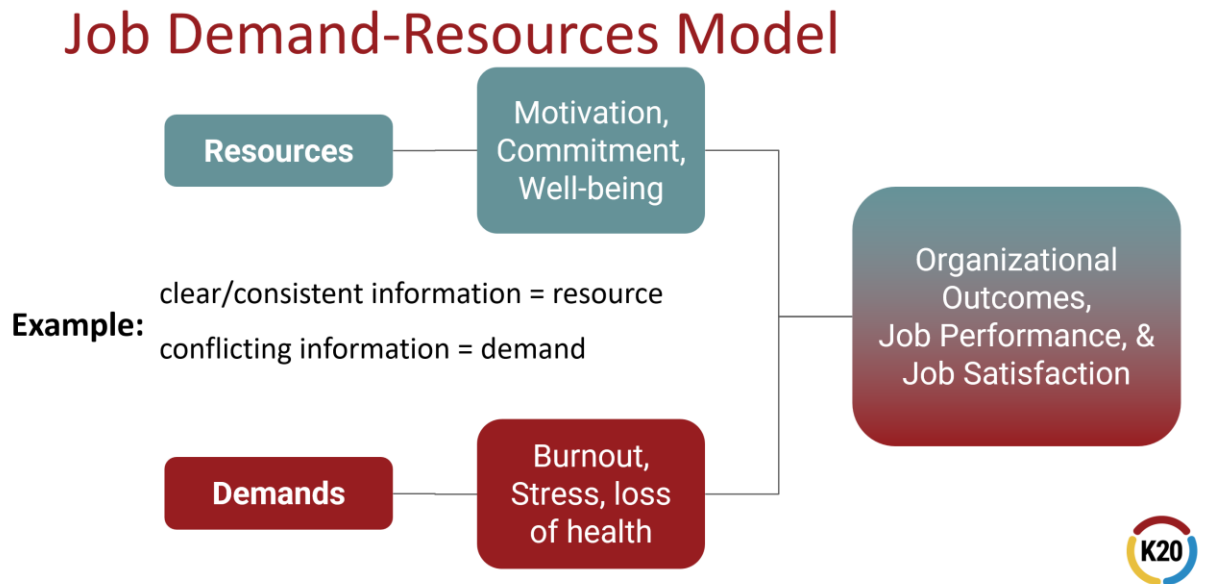 Job Demand-Resources Model
Resources
Motivation,
Commitment,
Well-being
Example:
clear/consistent information = resource
conflicting information = demand
Organizational
Outcomes,
Job Performance, &
Job Satisfaction
Demands
Burnout,
Stress, loss
of health
K20